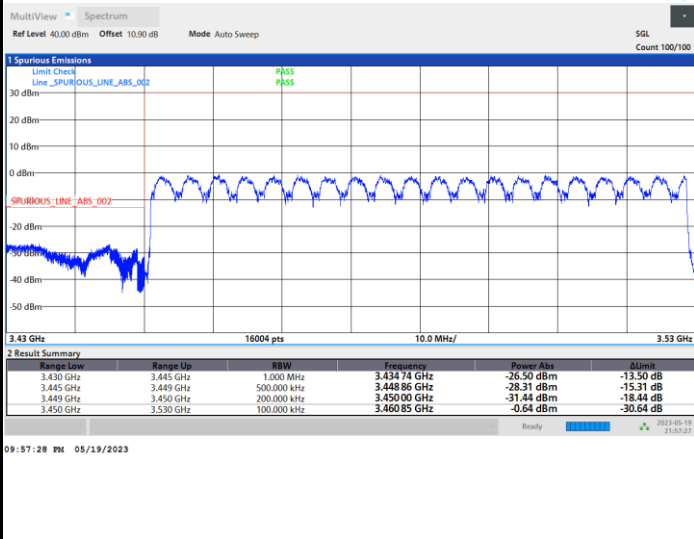 MultiView Spectrum
Ref Level 40.00 dBm Offset 10.90 dB Mode Auto Sweep SGL
Count 100/100
1 Spurious Emissions
Limit Check PASS
Line _SPURIOUS_LINE_ABS_002 PASS
30 dBm
20 dBm
10 dBm
0 dBm
_SPURIOUS_LINE_ABS_002
-20 dBm
-30 dBm
-40 dBm
-50 dBm
3.43 GHz 16004 pts 10.0 MHz/ 3.53 GHz
2 Result Summary
Range Low Range Up RBW Frequency Power Abs ΔLimit
3.430 GHz 3.445 GHz 1.000 MHz 3.434 74 GHz -26.50 dBm -13.50 dB
3.445 GHz 3.449 GHz 500.000 kHz 3.448 86 GHz -28.31 dBm -15.31 dB
3.449 GHz 3.450 GHz 200.000 kHz 3.450 00 GHz -31.44 dBm -18.44 dB
3.450 GHz 3.530 GHz 100.000 kHz 3.460 85 GHz -0.64 dBm -30.64 dB
Ready 2023-05-19
21:57:27
09:57:28 PM 05/19/2023